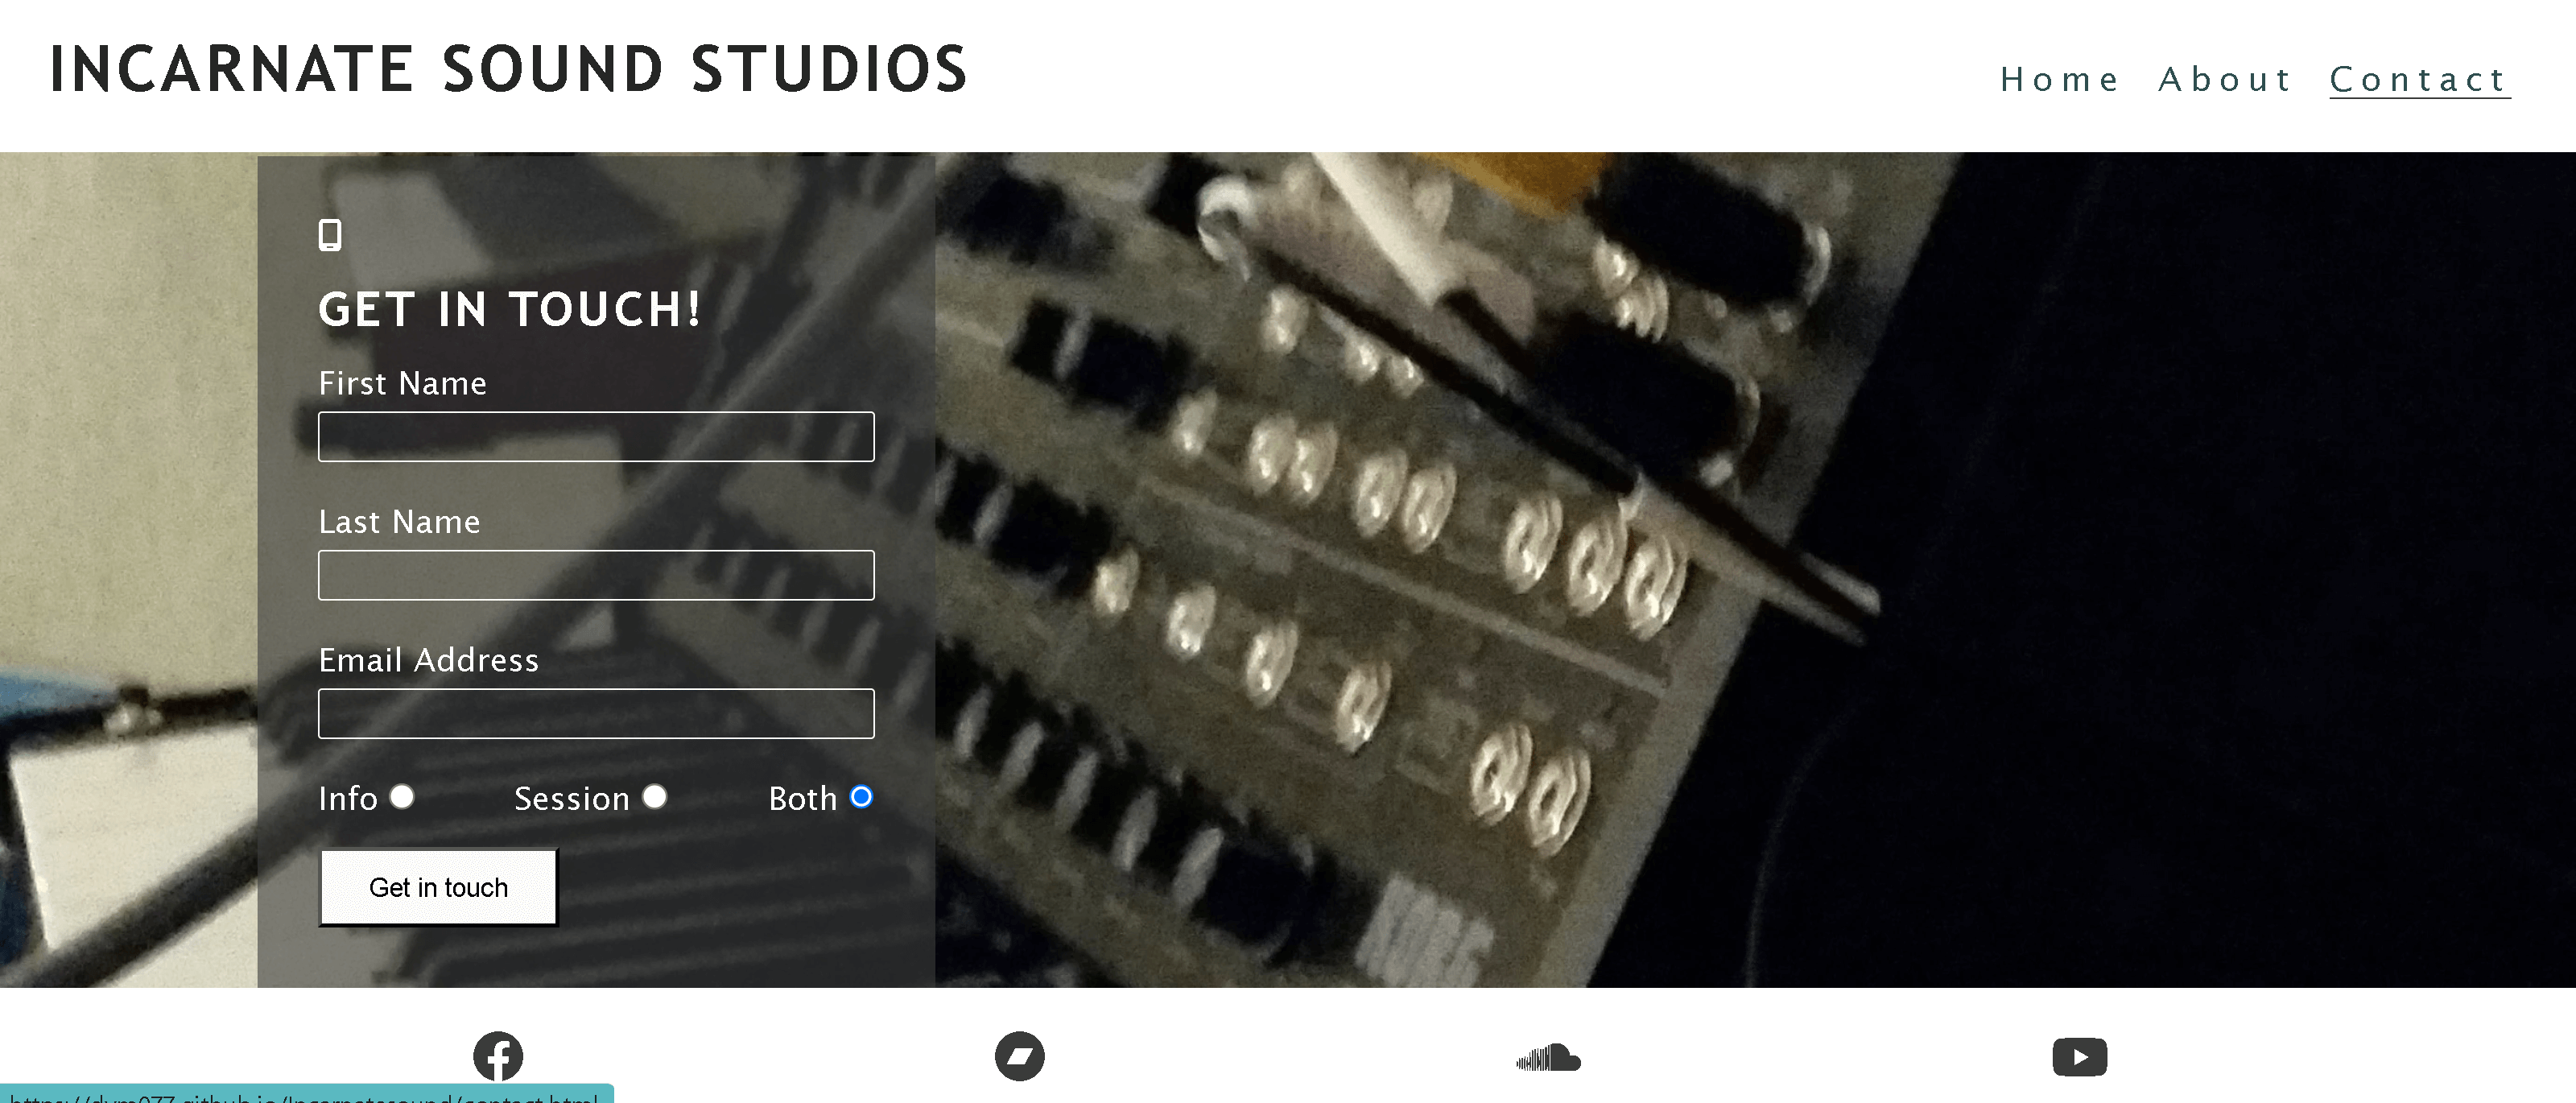 INCARNATE SOUND STUDIOS
Home About Contact
GET IN TOUCH!
First Name
Last Name
Email Address
Info Session Both
Get in touch